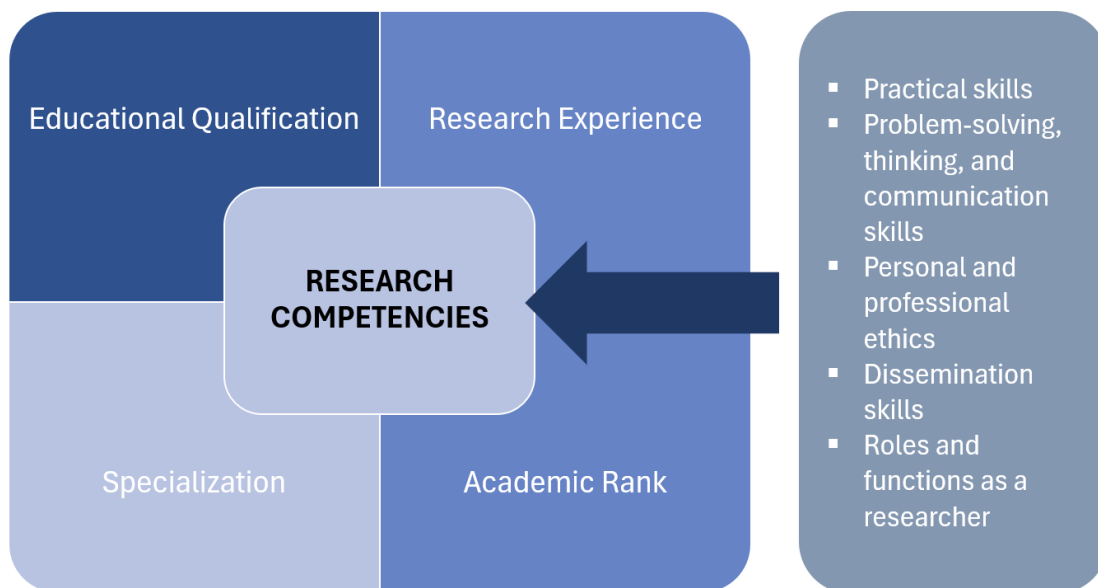 Educational Qualification
Research Experience
RESEARCH
COMPETENCIES
Specialization
Academic Rank
▪ Practical skills
▪ Problem-solving,
thinking, and
communication
skills
▪ Personal and
professional
ethics
▪ Dissemination
skills
▪ Roles and
functions as a
researcher